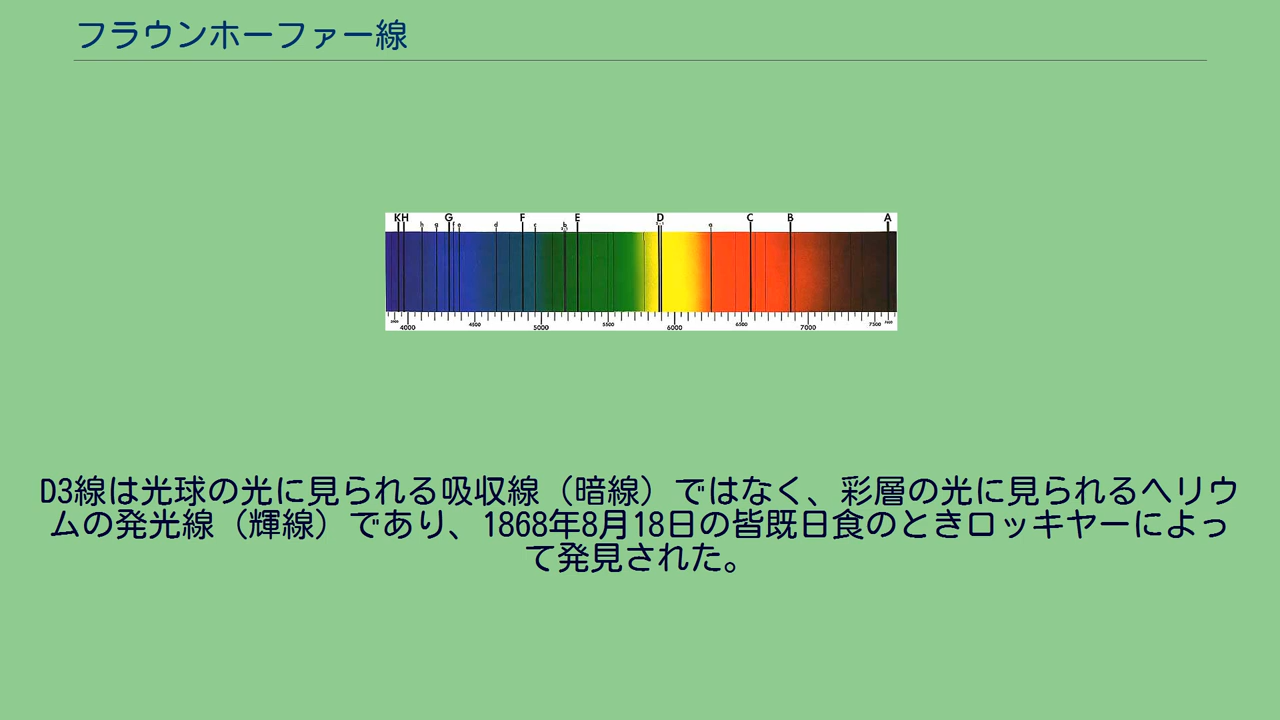 フラウンホーファー線
KH G F E D C B A
h g f e d c b a
3900 4000 4500 5000 5500 6000 6500 7000 7500 7600
D3線は光球の光に見られる吸収線（暗線）ではなく、彩層の光に見られるヘリウ
ムの発光線（輝線）であり、1868年8月18日の皆既日食のときロッキヤーによっ
て発見された。